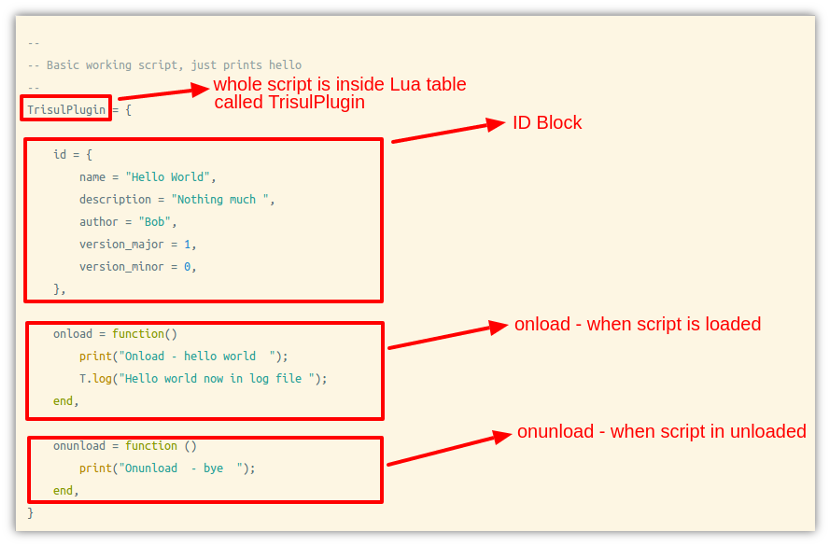 --
-- Basic working script, just prints hello
--
whole script is inside Lua table
called TrisulPlugin
TrisulPlugin = {
ID Block
id = {
name = "Hello World",
description = "Nothing much ",
author = "Bob",
version_major = 1,
version_minor = 0,
},
onload - when script is loaded
onload = function()
print("Onload - hello world  ");
T.log("Hello world now in log file ");
end,
onunload - when script in unloaded
onunload = function ()
print("Onunload  - bye  ");
end,
}